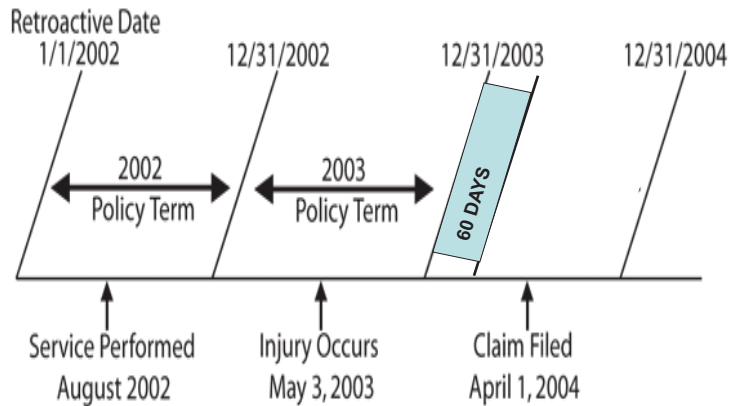 Retroactive Date
1/1/2002
12/31/2002
12/31/2003
12/31/2004
2002
Policy Term
2003
Policy Term
60 DAYS
Service Performed
August 2002
Injury Occurs
May 3, 2003
Claim Filed
April 1, 2004